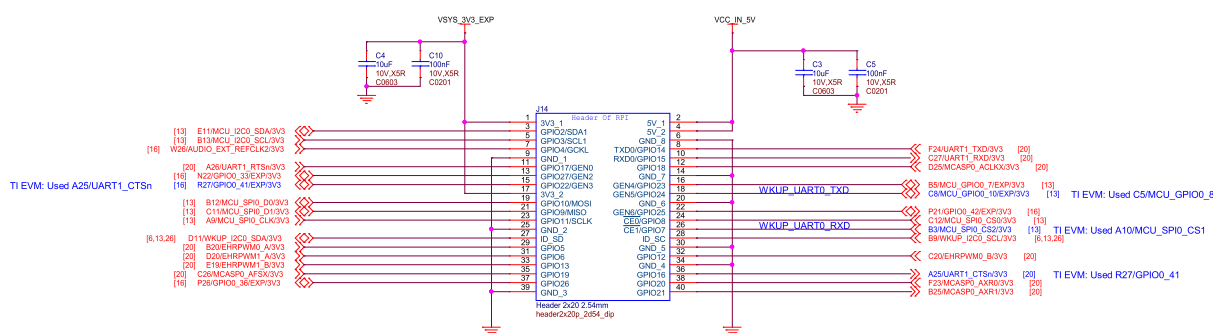 VSYS_3V3_EXP
VCC_IN_5V
C4
10uF
10V,X5R
C0603
C10
100nF
10V,X5R
C0201
C3
10uF
10V,X5R
C0603
C5
100nF
10V,X5R
C0201
J14
Header Of RPI
1 3V3_1 5V_1 2
[13] E11/MCU_I2C0_SDA/3V3 3 GPIO2/SDA1 5V_2 4
[13] B13/MCU_I2C0_SCL/3V3 5 GPIO3/SCL1 GND_8 6
[16] W26/AUDIO_EXT_REFCLK2/3V3 7 GPIO4/GCKL TXD0/GPIO14 8 F24/UART1_TXD/3V3 [20]
9 GND_1 RXD0/GPIO15 10 C27/UART1_RXD/3V3 [20]
[20] A26/UART1_RTSn/3V3 11 GPIO17/GEN0 GPIO18 12 D25/MCASP0_ACLKX/3V3 [20]
[16] N22/GPIO0_33/EXP/3V3 13 GPIO27/GEN2 GND_7 14
TI EVM: Used A25/UART1_CTSn [16] R27/GPIO0_41/EXP/3V3 15 GPIO22/GEN3 GEN4/GPIO23 16 B5/MCU_GPIO0_7/EXP/3V3 [13]
17 3V3_2 GEN5/GPIO24 18 WKUP_UART0_TXD C8/MCU_GPIO0_10/EXP/3V3 [13] TI EVM: Used C5/MCU_GPIO0_8
[13] B12/MCU_SPI0_D0/3V3 19 GPIO10/MOSI GND_6 20
[13] C11/MCU_SPI0_D1/3V3 21 GPIO9/MISO GEN6/GPIO25 22 P21/GPIO0_42/EXP/3V3 [16]
[13] A9/MCU_SPI0_CLK/3V3 23 GPIO11/SCLK CE0/GPIO8 24 C12/MCU_SPI0_CS0/3V3 [13]
25 GND_2 CE1/GPIO7 26 WKUP_UART0_RXD B3/MCU_SPI0_CS2/3V3 [13] TI EVM: Used A10/MCU_SPI0_CS1
[6,13,26] D11/WKUP_I2C0_SDA/3V3 27 ID_SD ID_SC 28 B9/WKUP_I2C0_SCL/3V3 [6,13,26]
[20] B20/EHRPWM0_A/3V3 29 GPIO5 GND_5 30
[20] D20/EHRPWM1_A/3V3 31 GPIO6 GPIO12 32 C20/EHRPWM0_B/3V3 [20]
[20] E19/EHRPWM1_B/3V3 33 GPIO13 GND_4 34
[20] C26/MCASP0_AFSX/3V3 35 GPIO19 GPIO16 36 A25/UART1_CTSn/3V3 [20] TI EVM: Used R27/GPIO0_41
[16] P26/GPIO0_36/EXP/3V3 37 GPIO26 GPIO20 38 F23/MCASP0_AXR0/3V3 [20]
39 GND_3 GPIO21 40 B25/MCASP0_AXR1/3V3 [20]
Header 2x20 2.54mm
header2x20p_2d54_dip